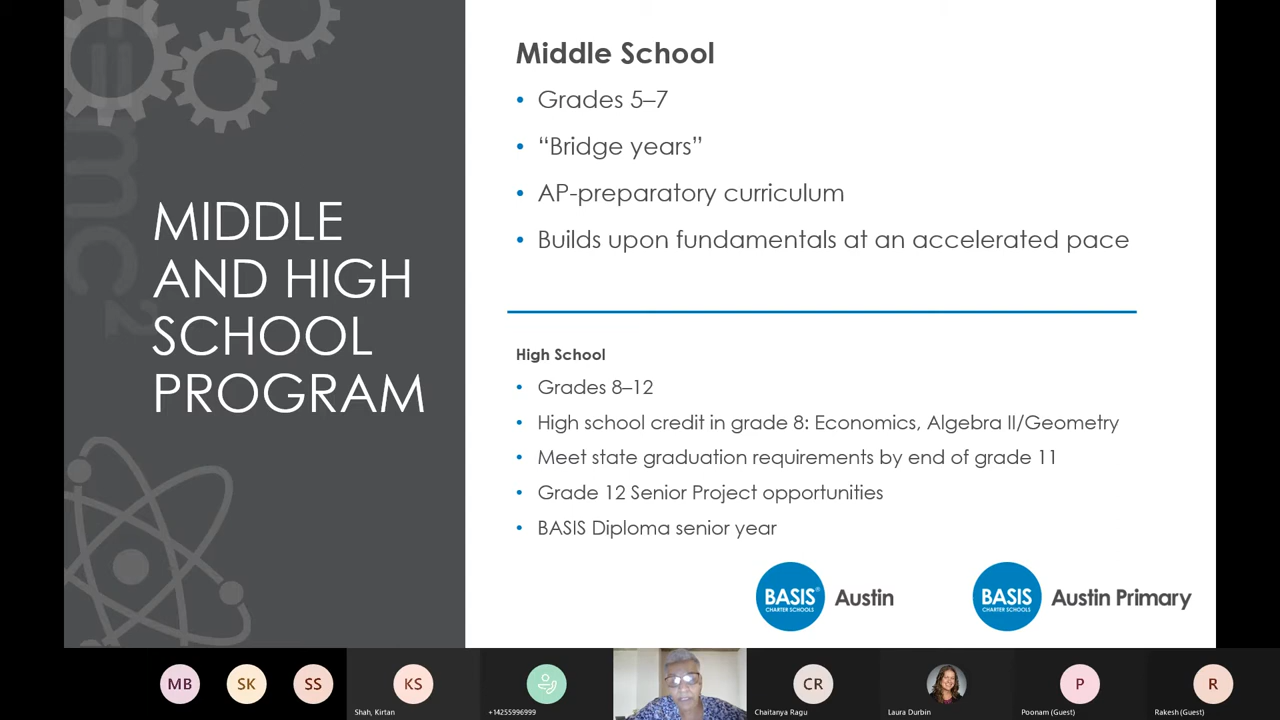 mc²
MIDDLE
AND HIGH
SCHOOL
PROGRAM
Middle School
• Grades 5–7
• “Bridge years”
• AP-preparatory curriculum
• Builds upon fundamentals at an accelerated pace
High School
• Grades 8–12
• High school credit in grade 8: Economics, Algebra II/Geometry
• Meet state graduation requirements by end of grade 11
• Grade 12 Senior Project opportunities
• BASIS Diploma senior year
BASIS®
CHARTER SCHOOLS
Austin
BASIS
CHARTER SCHOOLS
Austin Primary
MB
SK
SS
KS
Shah, Kirtan
+14255996999
CR
Chaitanya Ragu
Laura Durbin
P
Poonam (Guest)
R
Rakesh (Guest)